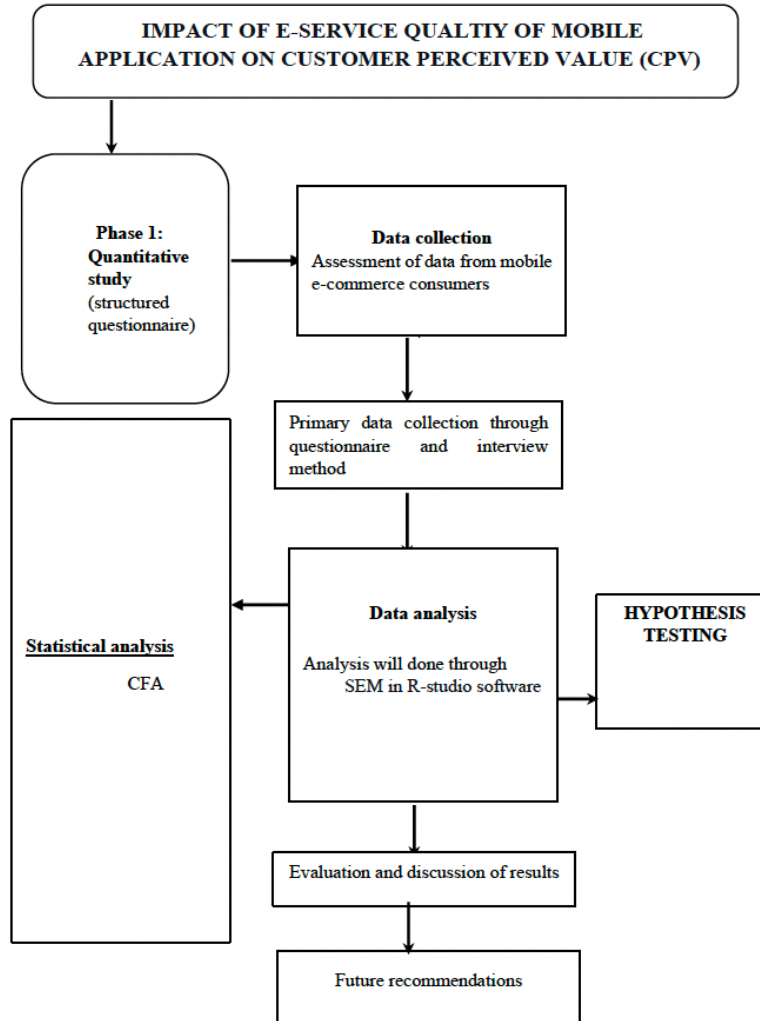 IMPACT OF E-SERVICE QUALTIY OF MOBILE
APPLICATION ON CUSTOMER PERCEIVED VALUE (CPV)
Phase 1:
Quantitative
study
(structured
questionnaire)
Data collection
Assessment of data from mobile
e-commerce consumers
Primary data collection through
questionnaire and interview
method
Data analysis
Analysis will done through
SEM in R-studio software
Statistical analysis
CFA
HYPOTHESIS
TESTING
Evaluation and discussion of results
Future recommendations